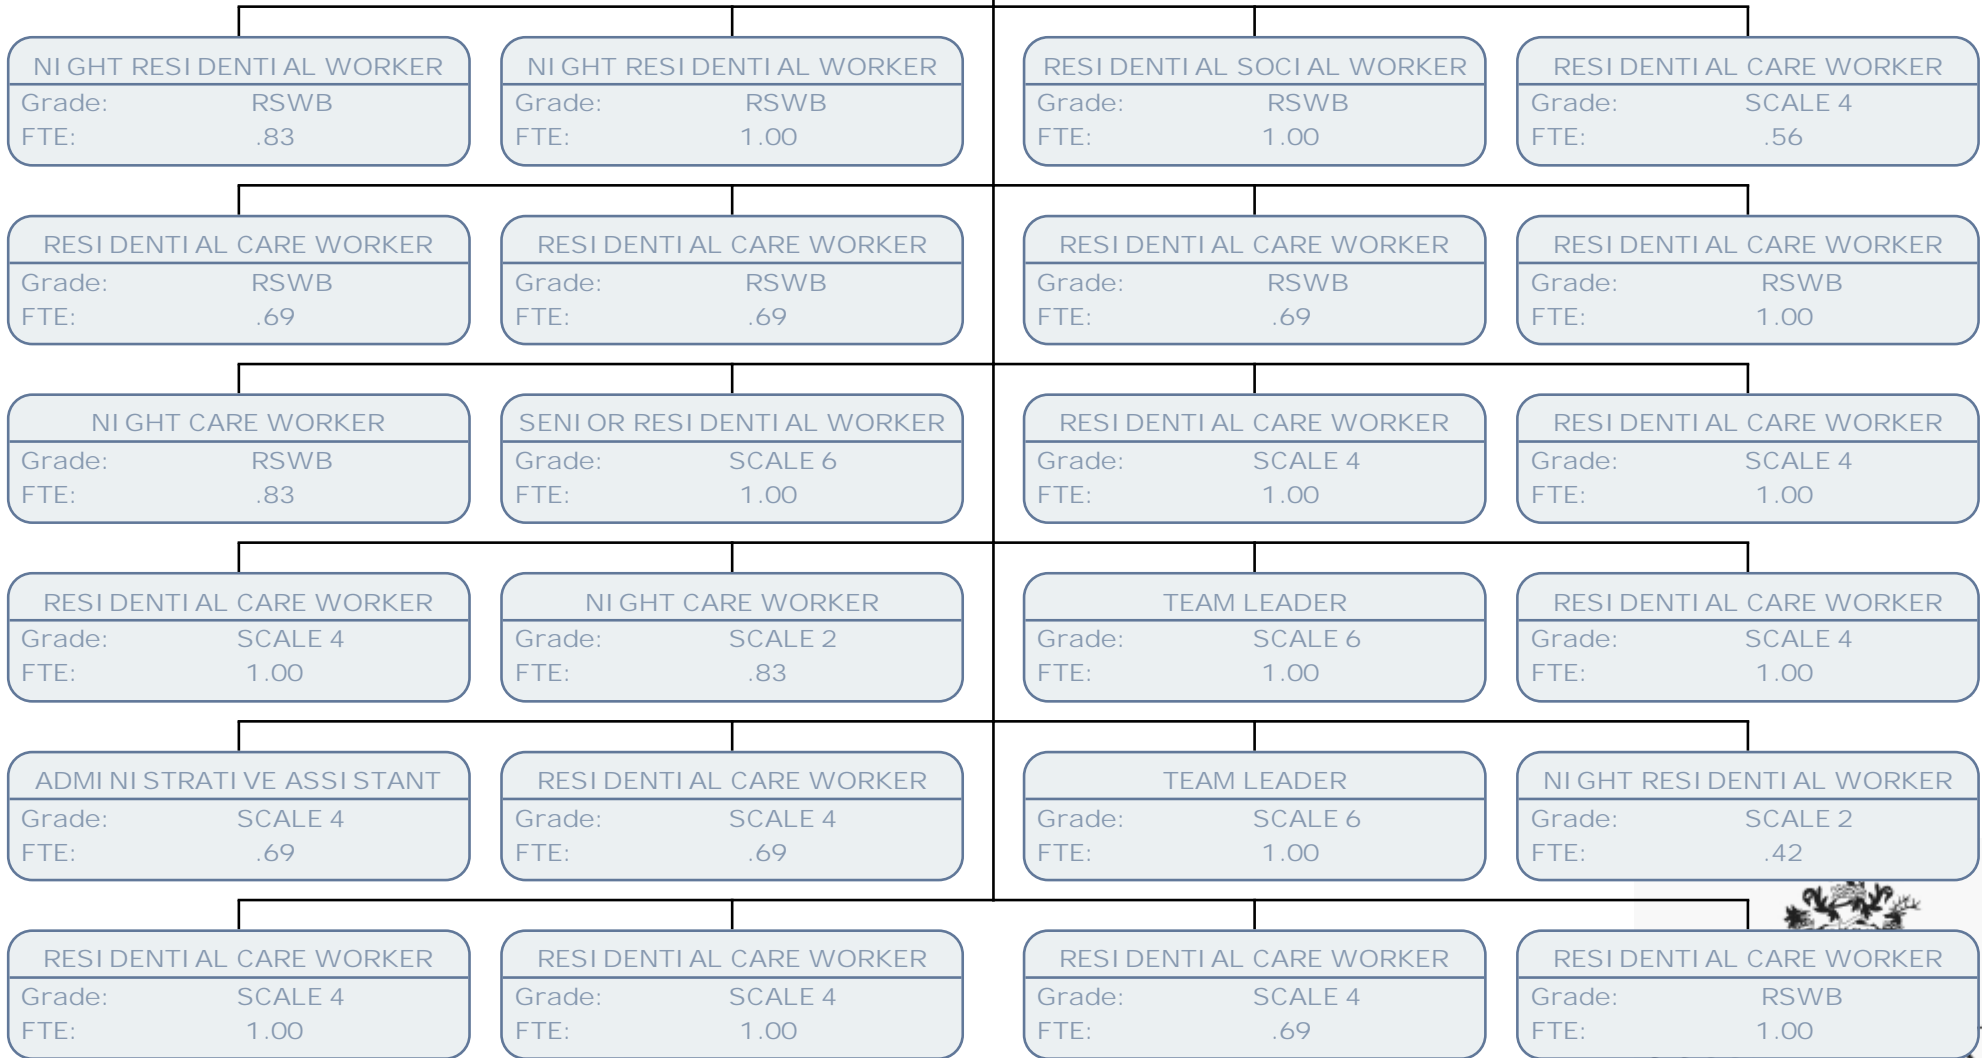 NIGHT RESIDENTIAL WORKER
Grade: RSWB
FTE: .83
NIGHT RESIDENTIAL WORKER
Grade: RSWB
FTE: 1.00
RESIDENTIAL SOCIAL WORKER
Grade: RSWB
FTE: 1.00
RESIDENTIAL CARE WORKER
Grade: SCALE 4
FTE: .56
RESIDENTIAL CARE WORKER
Grade: RSWB
FTE: .69
RESIDENTIAL CARE WORKER
Grade: RSWB
FTE: .69
RESIDENTIAL CARE WORKER
Grade: RSWB
FTE: .69
RESIDENTIAL CARE WORKER
Grade: RSWB
FTE: 1.00
NIGHT CARE WORKER
Grade: RSWB
FTE: .83
SENIOR RESIDENTIAL WORKER
Grade: SCALE 6
FTE: 1.00
RESIDENTIAL CARE WORKER
Grade: SCALE 4
FTE: 1.00
RESIDENTIAL CARE WORKER
Grade: SCALE 4
FTE: 1.00
RESIDENTIAL CARE WORKER
Grade: SCALE 4
FTE: 1.00
NIGHT CARE WORKER
Grade: SCALE 2
FTE: .83
TEAM LEADER
Grade: SCALE 6
FTE: 1.00
RESIDENTIAL CARE WORKER
Grade: SCALE 4
FTE: 1.00
ADMINISTRATIVE ASSISTANT
Grade: SCALE 4
FTE: .69
RESIDENTIAL CARE WORKER
Grade: SCALE 4
FTE: .69
TEAM LEADER
Grade: SCALE 6
FTE: 1.00
NIGHT RESIDENTIAL WORKER
Grade: SCALE 2
FTE: .42
RESIDENTIAL CARE WORKER
Grade: SCALE 4
FTE: 1.00
RESIDENTIAL CARE WORKER
Grade: SCALE 4
FTE: 1.00
RESIDENTIAL CARE WORKER
Grade: SCALE 4
FTE: .69
RESIDENTIAL CARE WORKER
Grade: RSWB
FTE: 1.00